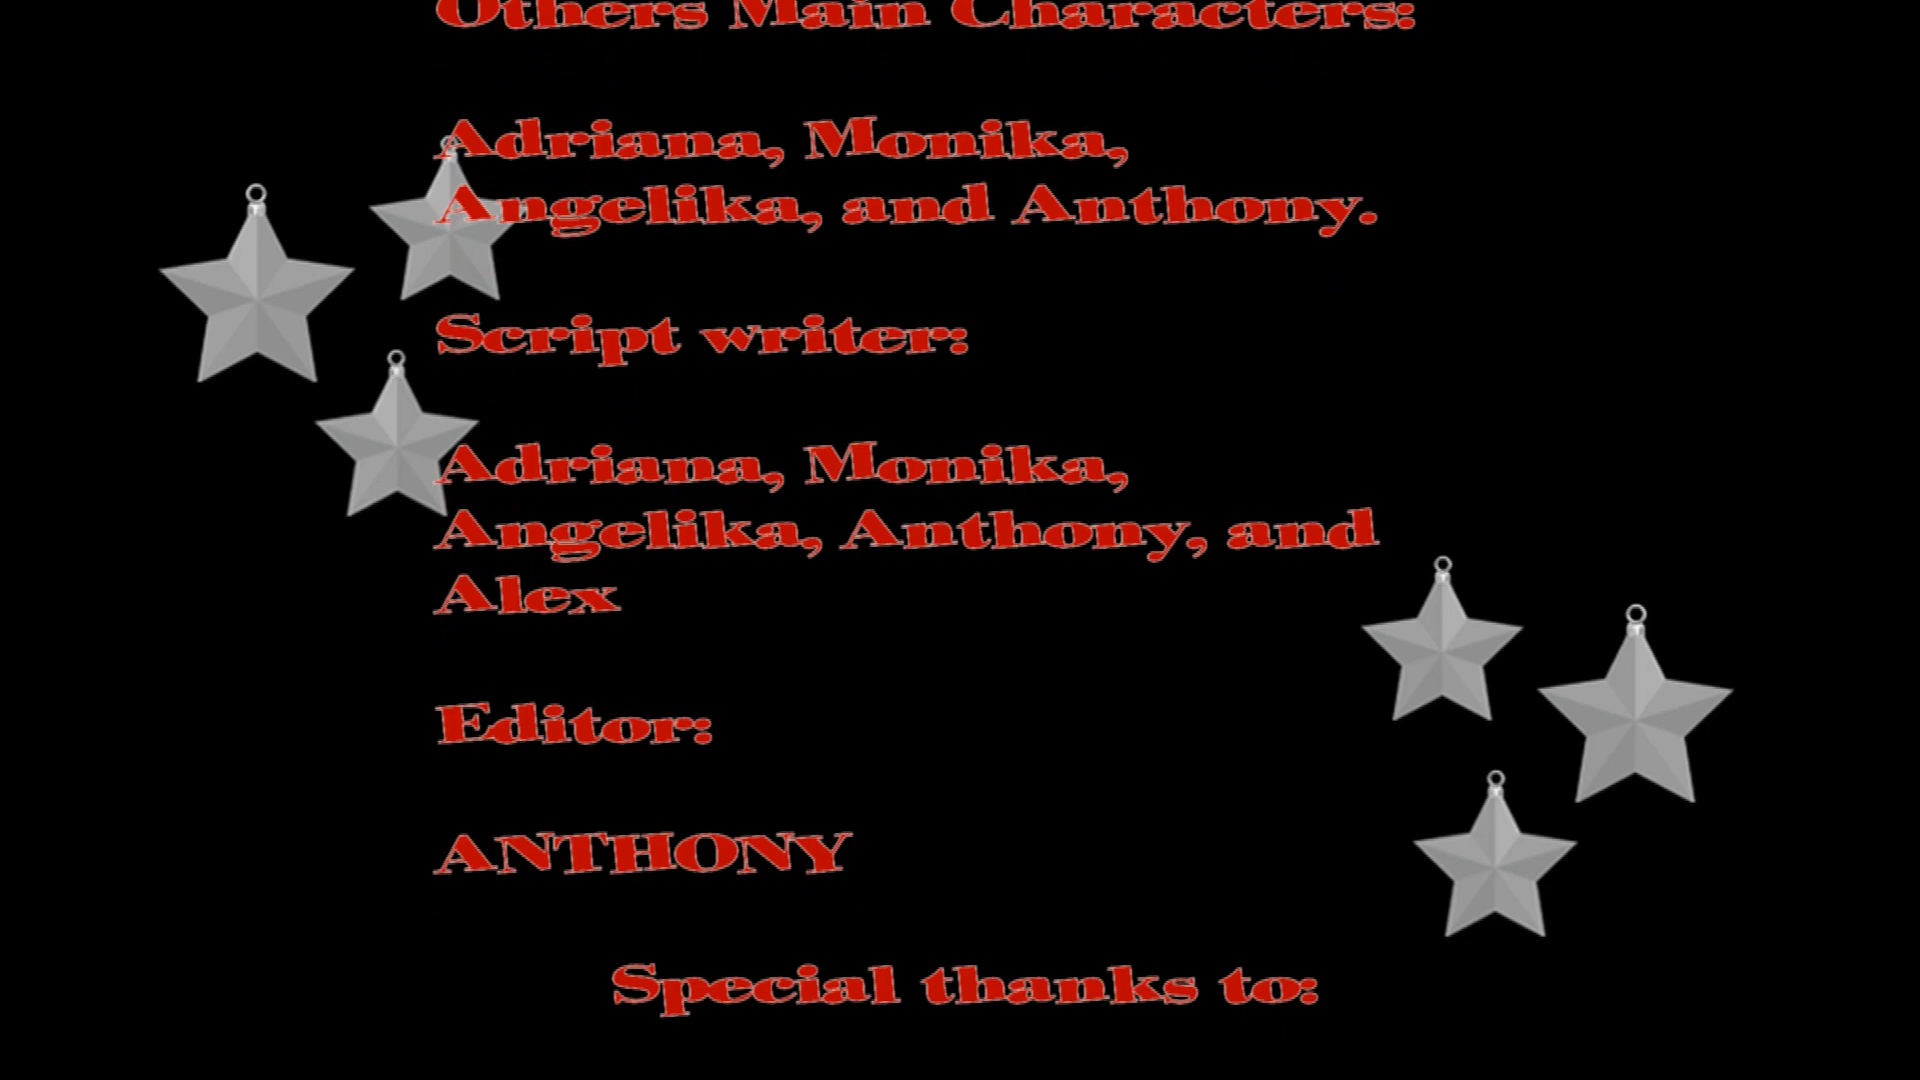 Others Main Characters:
Adriana, Monika,
Angelika, and Anthony.
Script writer:
Adriana, Monika,
Angelika, Anthony, and
Alex
Editor:
ANTHONY
Special thanks to: